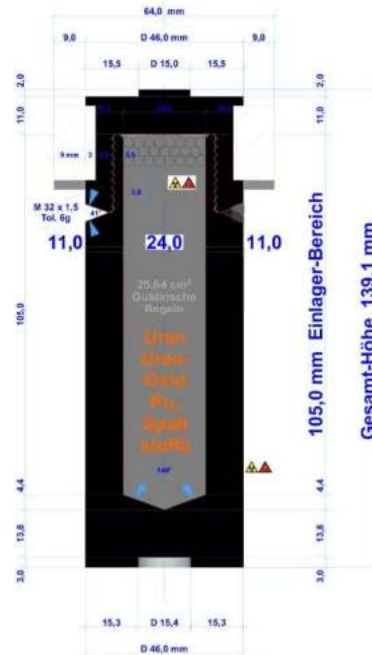 64,0 mm
9,0 D 46,0 mm 9,0
15,5 D 15,0 15,5
2,0 2,0
11,0 11,0
9 mm 3
M 32 x 1,5
Tol. 6g
41°
11,0 24,0 11,0
25,64 cm³
Guldinsche
Regeln
Uran
Uran-
Oxid
Pu,
Spalt
stoffe
105,0
105,0 mm Einlager-Bereich
Gesamt-Höhe 139,1 mm
4,4 4,4
13,8 13,8
3,0 3,0
15,3 D 15,4 15,3
D 46,0 mm